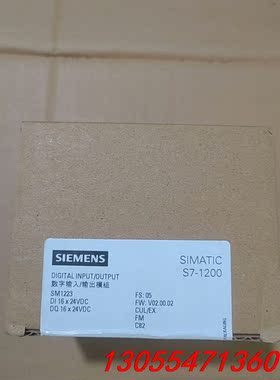 SIEMENS
SIMATIC
S7-1200
DIGITAL INPUT/OUTPUT
数字输入/输出模组
SM1223
DI 16 x 24VDC
DQ 16 x 24VDC
FS: 05
FW: V02.00.02
CUL/EX
FM
C82
13055471360